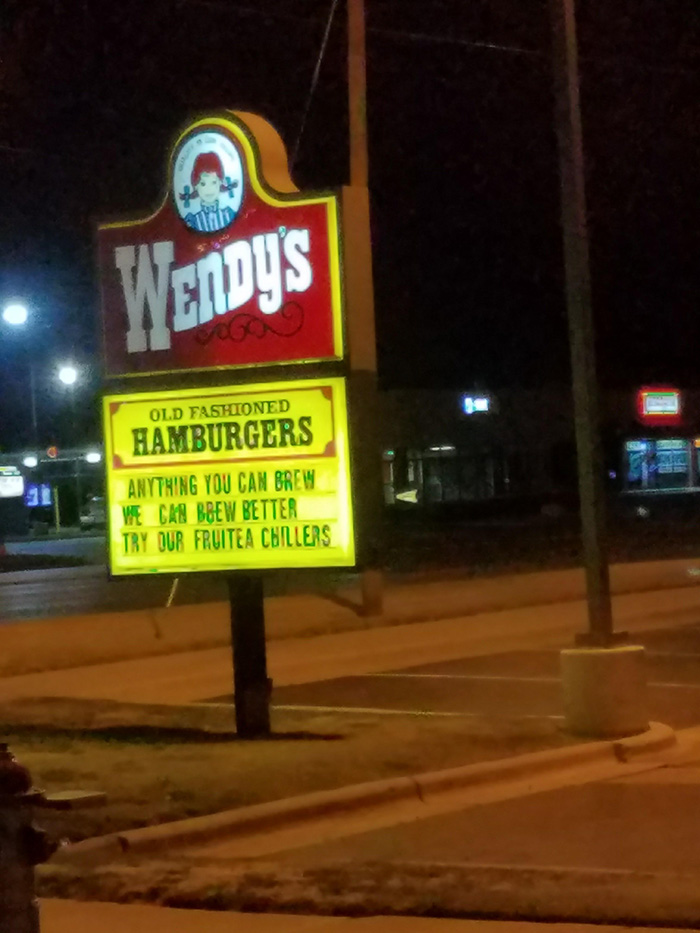 WENDY'S
OLD FASHIONED
HAMBURGERS
ANYTHING YOU CAN BREW
WE CAN BREW BETTER
TRY OUR FRUITEA CHILLERS